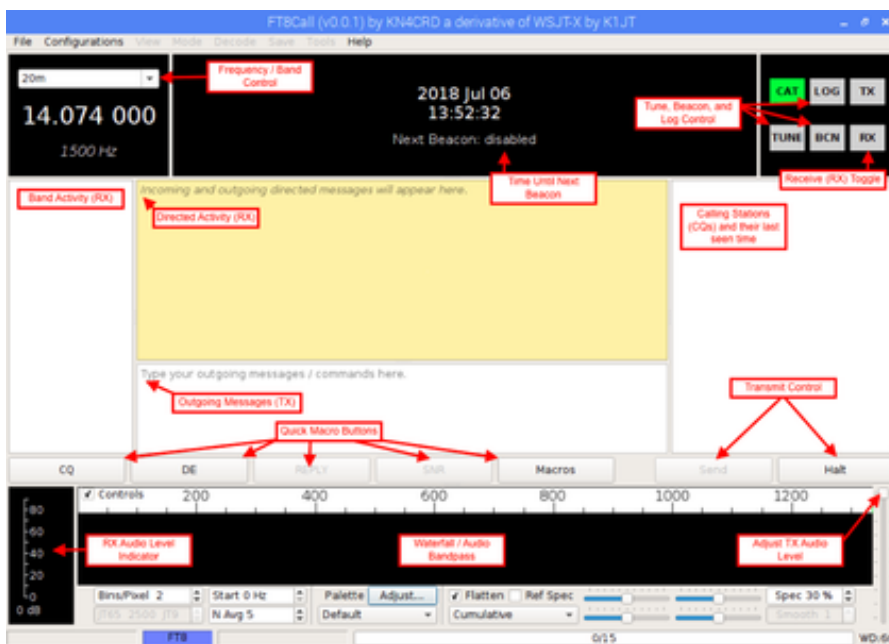 FT8Call (v0.0.1) by KN4CRD a derivative of WSJT-X by K1JT
File Configurations View Mode Decode Save Tools Help
20m
Frequency / Band
Control
14.074 000
1500 Hz
2018 Jul 06
13:52:32
Next Beacon: disabled
Time Until Next
Beacon
Tune, Beacon, and
Log Control
CAT LOG TX
TUNE BCN RX
Receive (RX) Toggle
Band Activity (RX)
Incoming and outgoing directed messages will appear here.
Directed Activity (RX)
Calling Stations
(CQs) and their last
seen time
Type your outgoing messages / commands here.
Outgoing Messages (TX)
Transmit Control
Quick Macro Buttons
CQ DE REPLY SNR Macros Send Halt
Controls 200 400 600 800 1000 1200
80
60
40
20
0
0 dB
RX Audio Level
Indicator
Waterfall / Audio
Bandpass
Adjust TX Audio
Level
Bins/Pixel 2 Start 0 Hz Palette Adjust... Flatten Ref Spec Spec 30 %
JT65 2500 JT9 N Avg 5 Default Cumulative Smooth 1
FT8 0/15